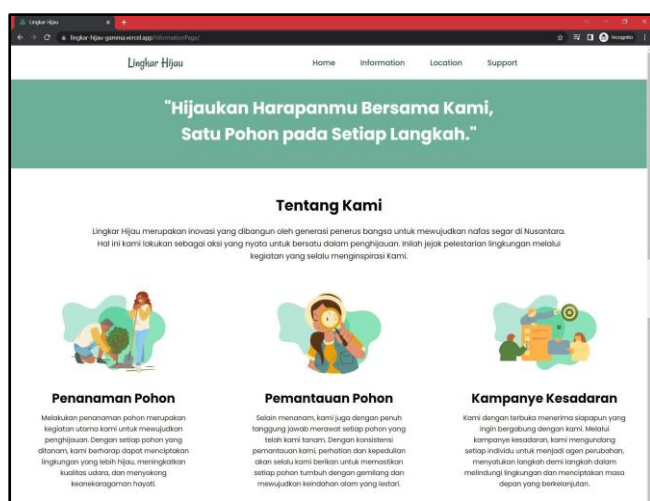 Lingkar Hijau
lingkar-hijau-gamma.vercel.app/InformationPage/
Incognito
Lingkar Hijau Home Information Location Support
"Hijaukan Harapanmu Bersama Kami,
Satu Pohon pada Setiap Langkah."
Tentang Kami
Lingkar Hijau merupakan inovasi yang dibangun oleh generasi penerus bangsa untuk mewujudkan nafas segar di Nusantara.
Hal ini kami lakukan sebagai aksi yang nyata untuk bersatu dalam penghijauan. Inilah jejak pelestarian lingkungan melalui
kegiatan yang selalu menginspirasi Kami.
Penanaman Pohon
Melakukan penanaman pohon merupakan
kegiatan utama kami untuk mewujudkan
penghijauan. Dengan setiap pohon yang
ditanam, kami berharap dapat menciptakan
lingkungan yang lebih hijau, meningkatkan
kualitas udara, dan menyokong
keanekaragaman hayati.
Pemantauan Pohon
Selain menanam, kami juga dengan penuh
tanggung jawab merawat setiap pohon yang
telah kami tanam. Dengan konsistensi
pemantauan kami, perhatian dan kepedulian
akan selalu kami berikan untuk memastikan
setiap pohon tumbuh dengan gemilang dan
mewujudkan keindahan alam yang lestari.
Kampanye Kesadaran
Kami dengan terbuka menerima siapapun yang
ingin bergabung dengan kami. Melalui
kampanye kesadaran, kami mengundang
setiap individu untuk menjadi agen perubahan,
menyatukan langkah demi langkah dalam
melindungi lingkungan dan menciptakan masa
depan yang berkelanjutan.